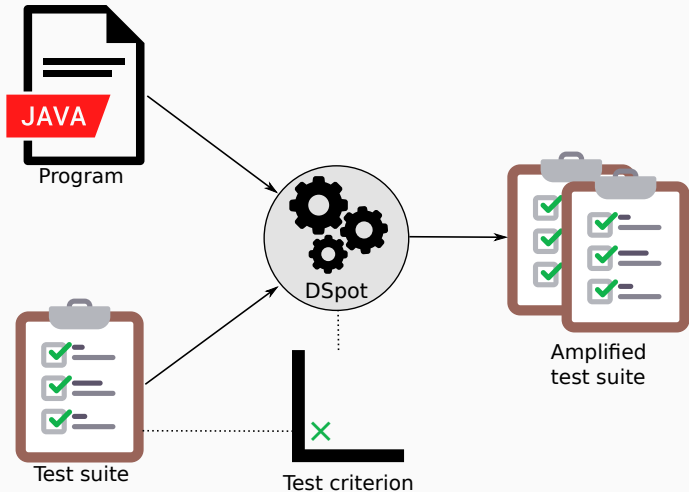 JAVA
Program
DSpot
Amplified
test suite
Test suite
Test criterion